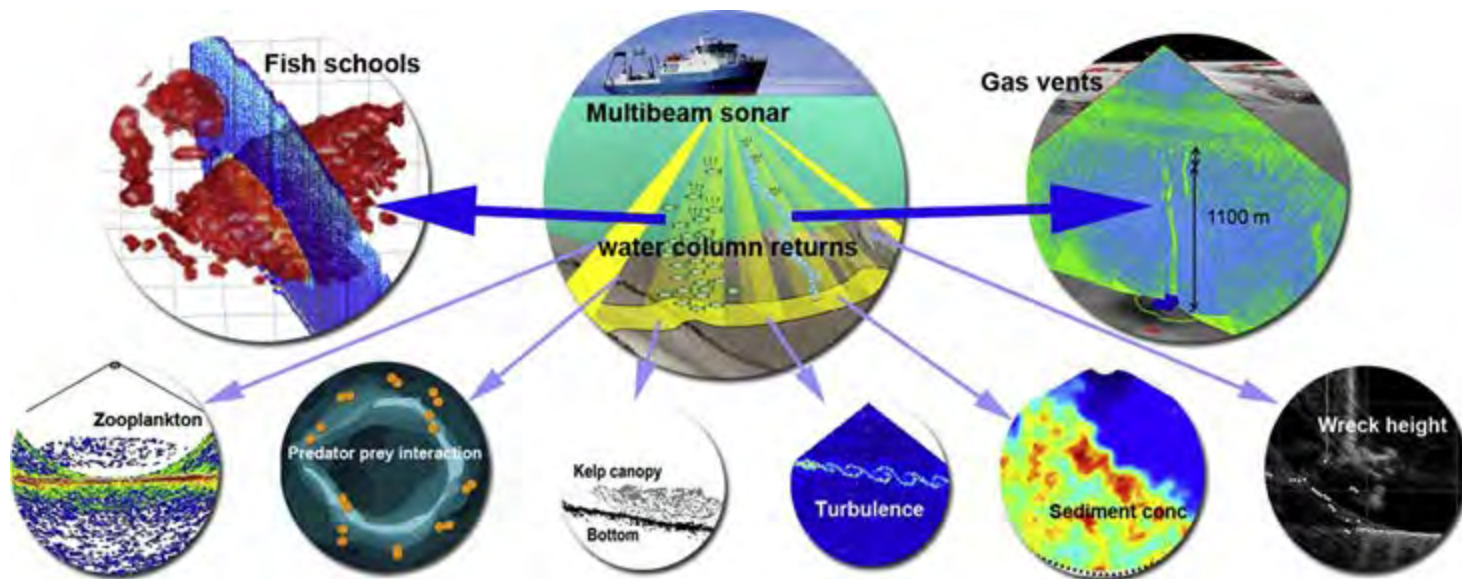 Fish schools
Multibeam sonar
Gas vents
1100 m
water column returns
Zooplankton
Predator prey interaction
Kelp canopy
Bottom
Turbulence
Sediment conc
Wreck height